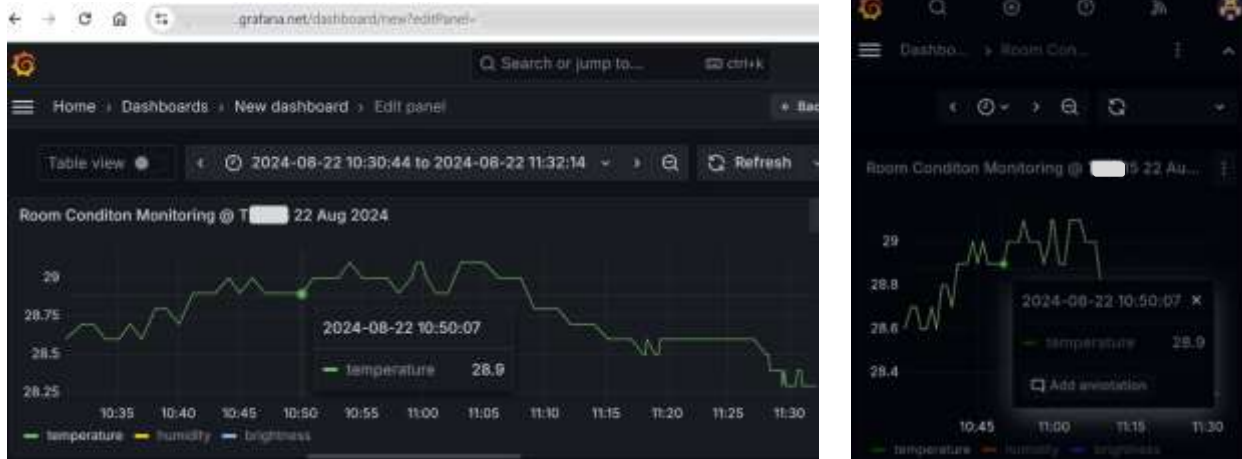 .grafana.net/dashboard/new?editPanel=
Search or jump to... ctrl+k
Home › Dashboards › New dashboard › Edit panel
Table view
2024-08-22 10:30:44 to 2024-08-22 11:32:14
Refresh
Room Conditon Monitoring @ T 22 Aug 2024
29
28.75
28.5
28.25
2024-08-22 10:50:07
temperature 28.9
10:35 10:40 10:45 10:50 10:55 11:00 11:05 11:10 11:15 11:20 11:25 11:30
temperature humidity brightness
Dashbo... › Room Con...
Room Conditon Monitoring @ 22 Au...
29
28.8
28.6
28.4
2024-08-22 10:50:07 ×
temperature 28.9
Add annotation
10:45 11:00 11:15 11:30
temperature humidity brightness